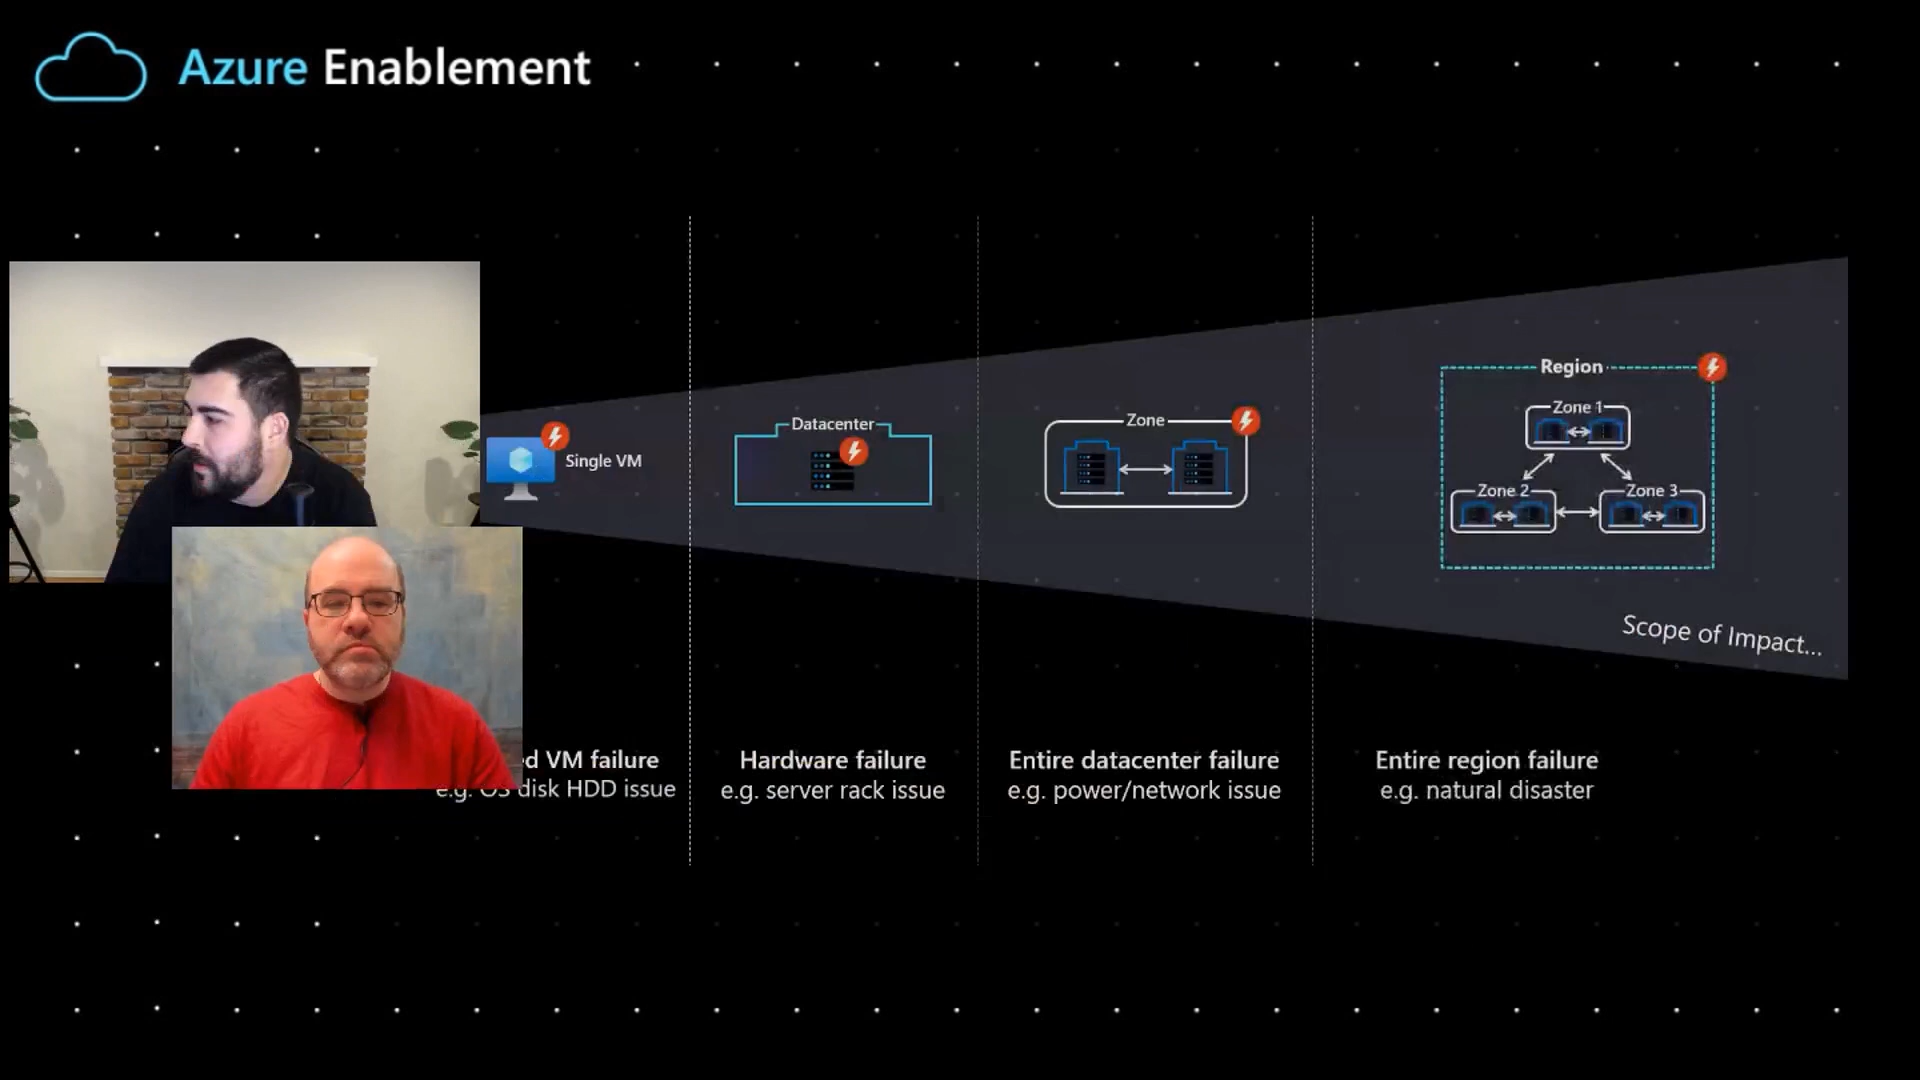 Azure Enablement
Single VM
Datacenter
Zone
Region
Zone 1
Zone 2
Zone 3
Scope of Impact...
VM failure
e.g. OS disk HDD issue
Hardware failure
e.g. server rack issue
Entire datacenter failure
e.g. power/network issue
Entire region failure
e.g. natural disaster